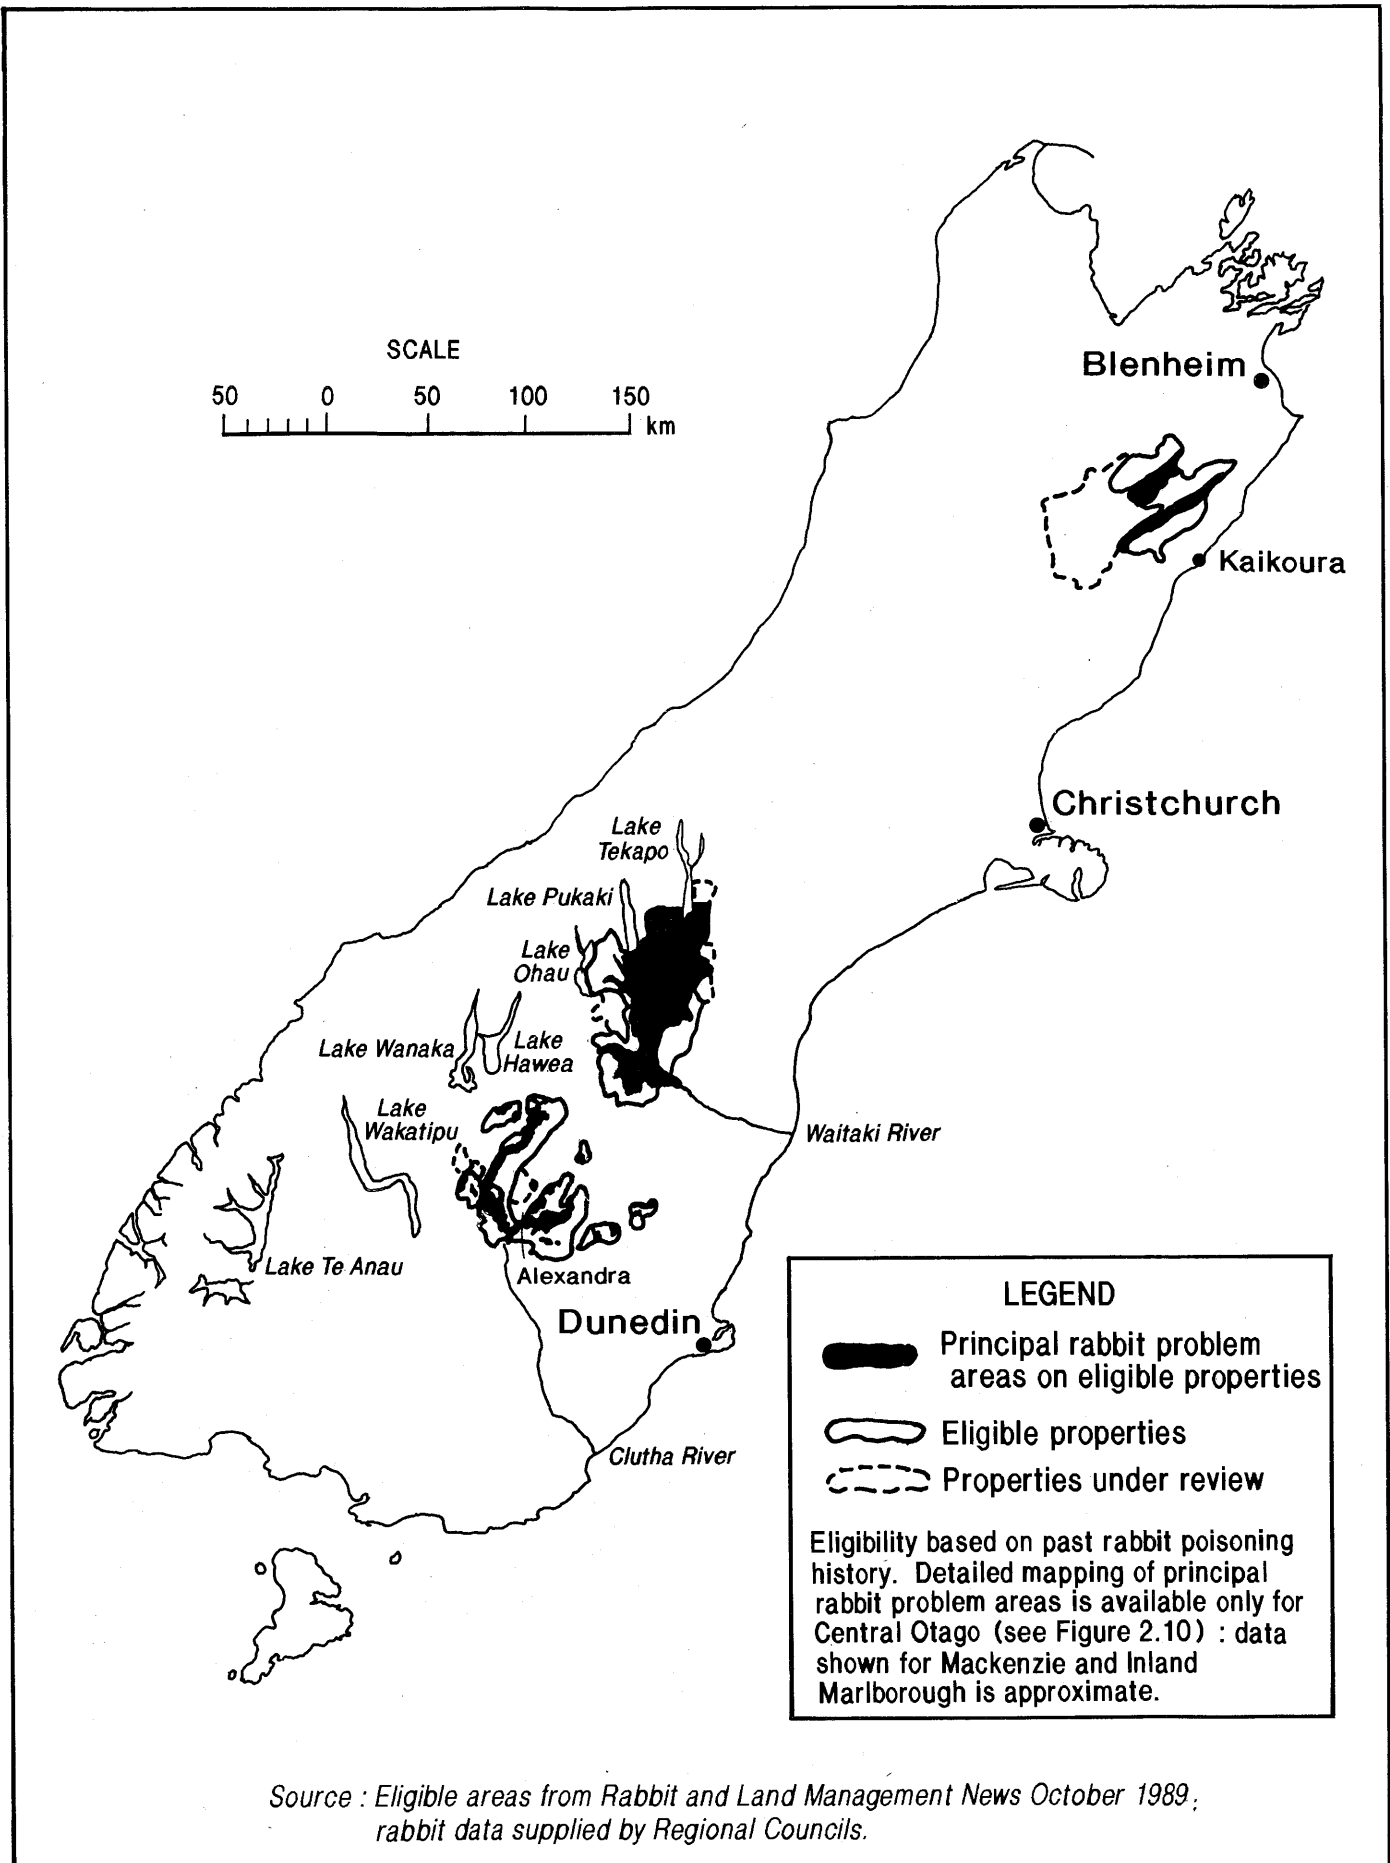 SCALE
50 0 50 100 150
km
Blenheim
Kaikoura
Christchurch
Lake
Tekapo
Lake Pukaki
Lake
Ohau
Lake Wanaka
Lake
Hawea
Lake
Wakatipu
Waitaki River
Lake Te Anau
Alexandra
Dunedin
Clutha River
LEGEND
Principal rabbit problem
areas on eligible properties
Eligible properties
Properties under review
Eligibility based on past rabbit poisoning
history. Detailed mapping of principal
rabbit problem areas is available only for
Central Otago (see Figure 2.10) : data
shown for Mackenzie and Inland
Marlborough is approximate.
Source : Eligible areas from Rabbit and Land Management News October 1989;
rabbit data supplied by Regional Councils.